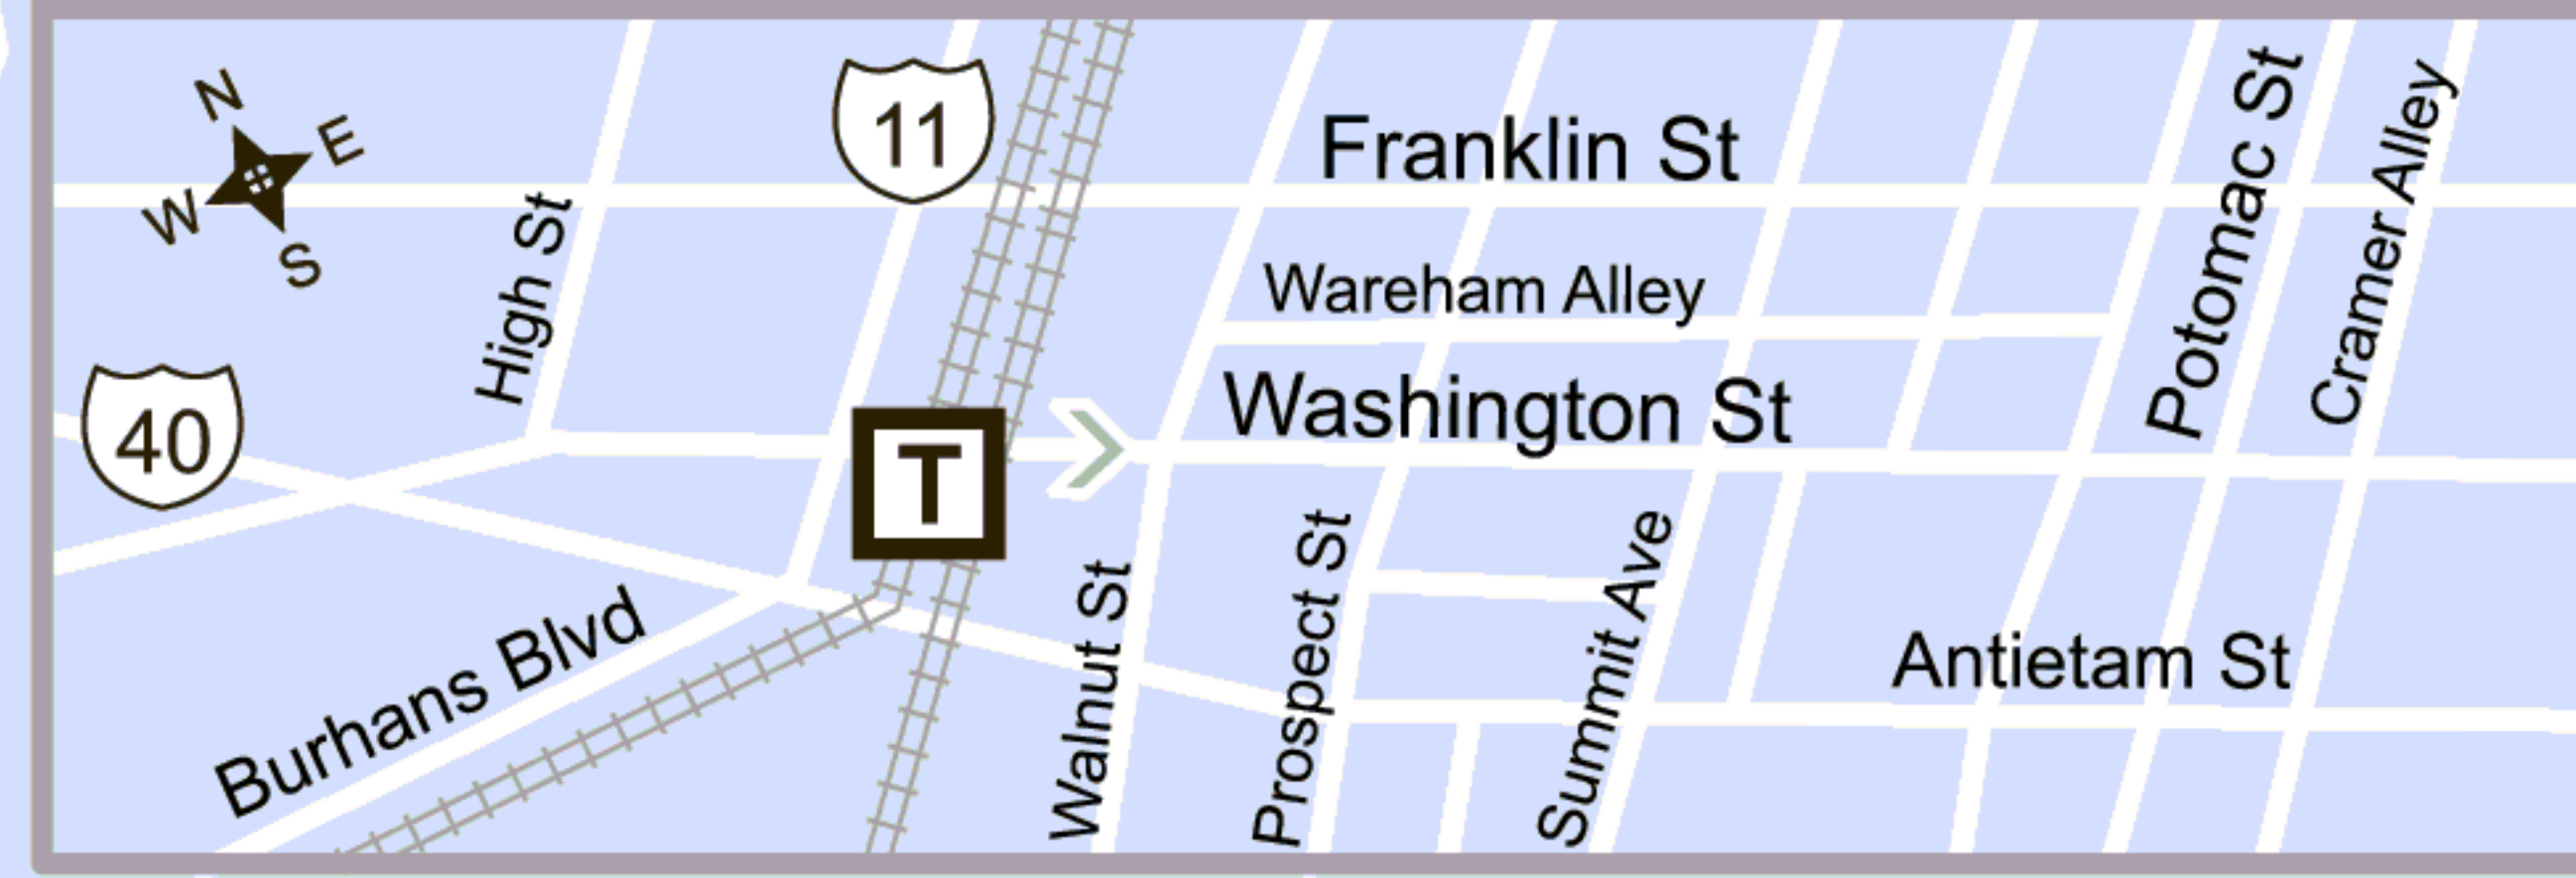 N
E
W
S
11
Franklin St
Potomac St
Cramer Alley
High St
Wareham Alley
40
Washington St
T
Burhans Blvd
Walnut St
Prospect St
Summit Ave
Antietam St